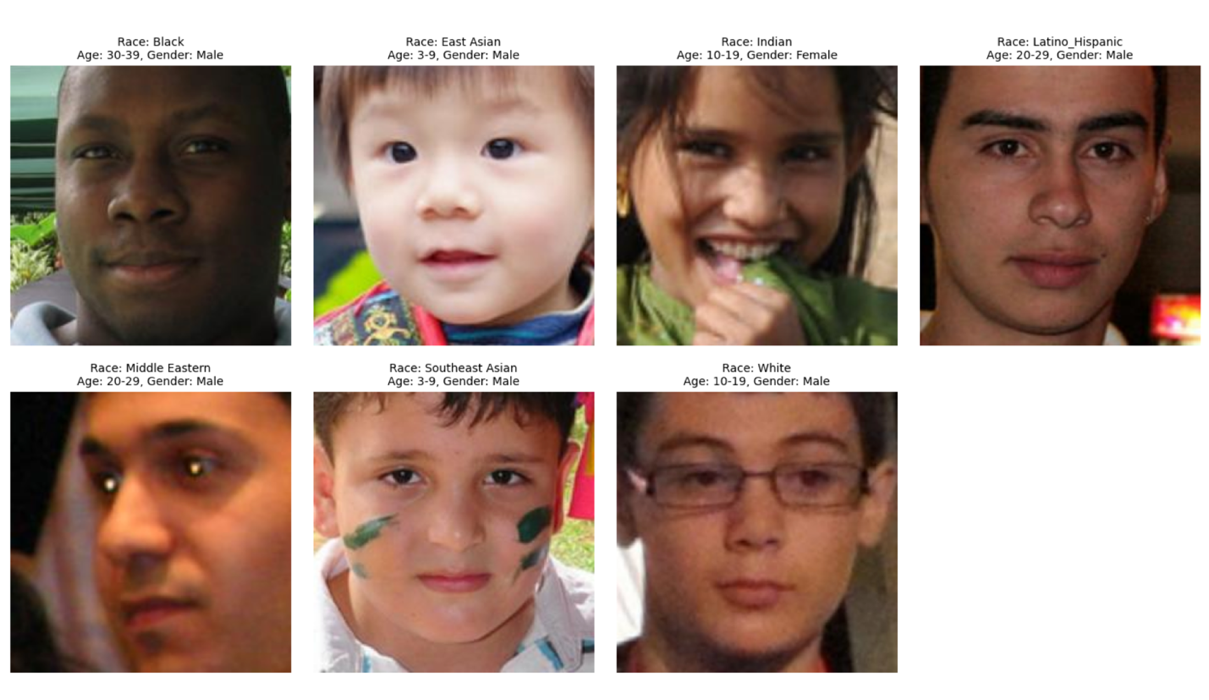 Race: Black
Age: 30-39, Gender: Male
Race: East Asian
Age: 3-9, Gender: Male
Race: Indian
Age: 10-19, Gender: Female
Race: Latino_Hispanic
Age: 20-29, Gender: Male
Race: Middle Eastern
Age: 20-29, Gender: Male
Race: Southeast Asian
Age: 3-9, Gender: Male
Race: White
Age: 10-19, Gender: Male